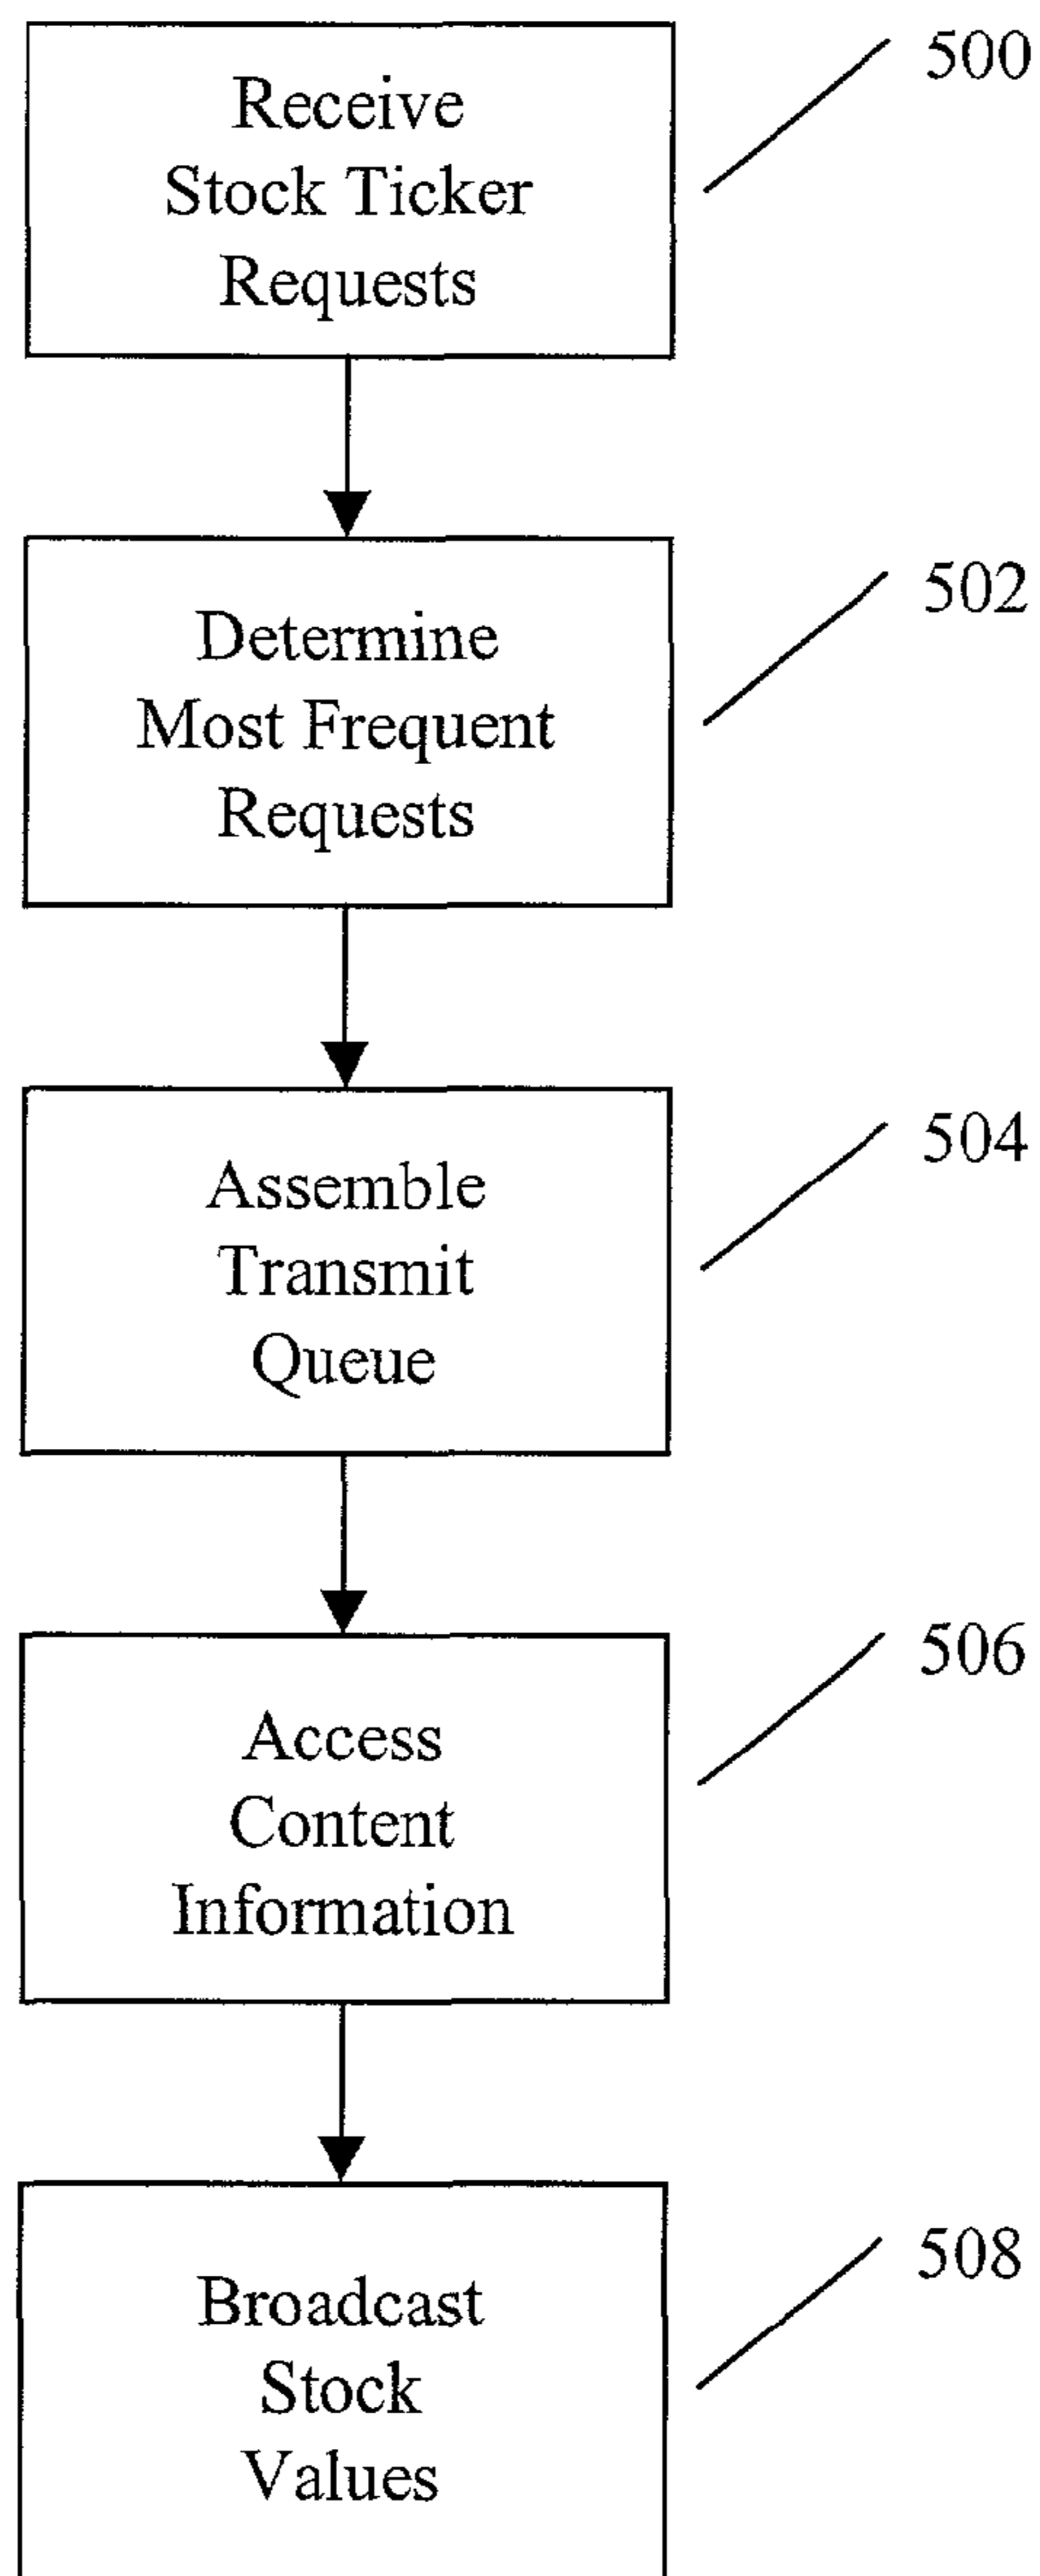 Receive
Stock Ticker
Requests
500
Determine
Most Frequent
Requests
502
Assemble
Transmit
Queue
504
Access
Content
Information
506
Broadcast
Stock
Values
508